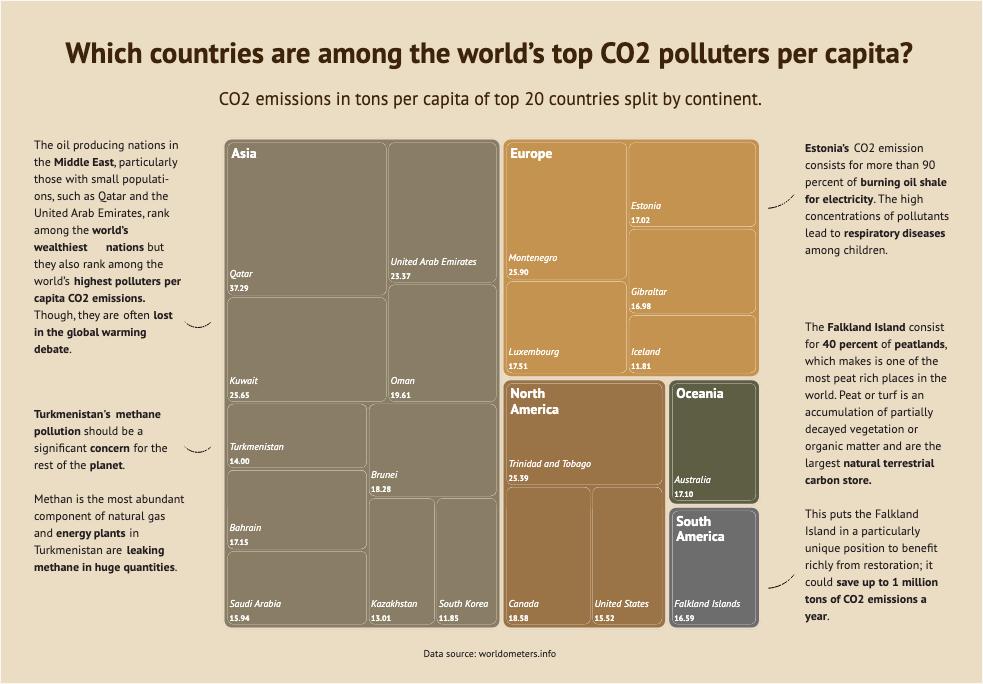 Which countries are among the world's top CO2 polluters per capita?
CO2 emissions in tons per capita of top 20 countries split by continent.
The oil producing nations in
the Middle East, particularly
those with small populati-
ons, such as Qatar and the
United Arab Emirates, rank
among the world's
wealthiest nations but
they also rank among the
world's highest polluters per
capita CO2 emissions.
Though, they are often lost
in the global warming
debate.
Turkmenistan's methane
pollution should be a
significant concern for the
rest of the planet.
Methan is the most abundant
component of natural gas
and energy plants in
Turkmenistan are leaking
methane in huge quantities.
Asia
Qatar
37.29
United Arab Emirates
23.37
Kuwait
25.65
Oman
19.61
Turkmenistan
14.00
Brunei
18.28
Bahrain
17.15
Saudi Arabia
15.94
Kazakhstan
13.01
South Korea
11.85
Europe
Montenegro
25.90
Estonia
17.02
Gibraltar
16.98
Luxembourg
17.51
Iceland
11.81
North
America
Trinidad and Tobago
25.39
Canada
18.58
United States
15.52
Oceania
Australia
17.10
South
America
Falkland Islands
16.59
Estonia's CO2 emission
consists for more than 90
percent of burning oil shale
for electricity. The high
concentrations of pollutants
lead to respiratory diseases
among children.
The Falkland Island consist
for 40 percent of peatlands,
which makes is one of the
most peat rich places in the
world. Peat or turf is an
accumulation of partially
decayed vegetation or
organic matter and are the
largest natural terrestrial
carbon store.
This puts the Falkland
Island in a particularly
unique position to benefit
richly from restoration; it
could save up to 1 million
tons of CO2 emissions a
year.
Data source: worldometers.info